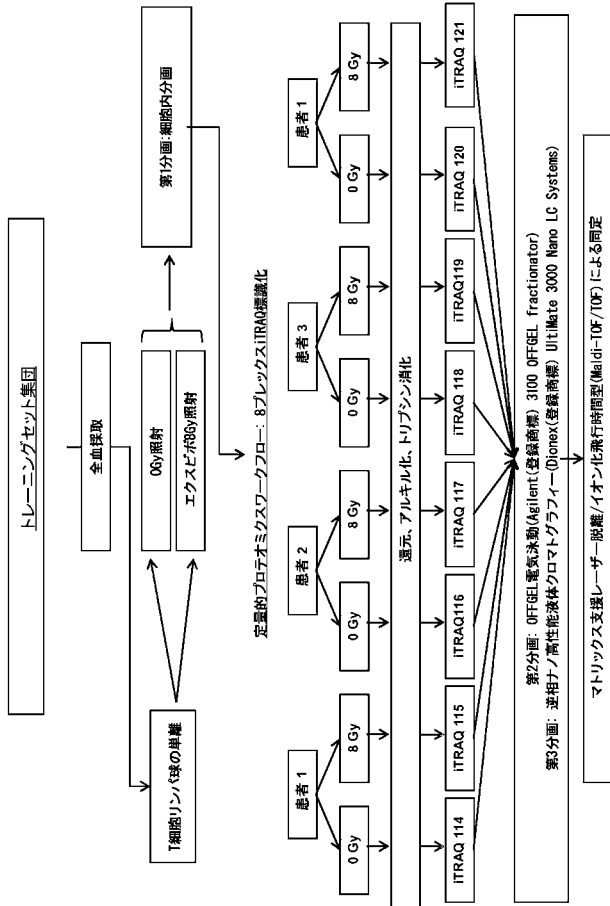 トレーニングセット集団
全血採取
T細胞リンパ球の単離
0Gy照射
エクスビボ8Gy照射
第1分画:細胞内分画
定量的プロテオミクスワークフロー: 8プレックスiTRAQ標識化
患者 1
患者 2
患者 3
患者 1
0 Gy
8 Gy
0 Gy
8 Gy
0 Gy
8 Gy
0 Gy
8 Gy
還元、アルキル化、トリプシン消化
iTRAQ 114
iTRAQ 115
iTRAQ116
iTRAQ 117
iTRAQ 118
iTRAQ119
iTRAQ 120
iTRAQ 121
第2分画: OFFGEL電気泳動(Agilent(登録商標) 3100 OFFGEL fractionator)
第3分画: 逆相ナノ高性能液体クロマトグラフィー(Dionex(登録商標) UltiMate 3000 Nano LC Systems)
マトリックス支援レーザー脱離/イオン化飛行時間型(Maldi-TOF/TOF)による同定